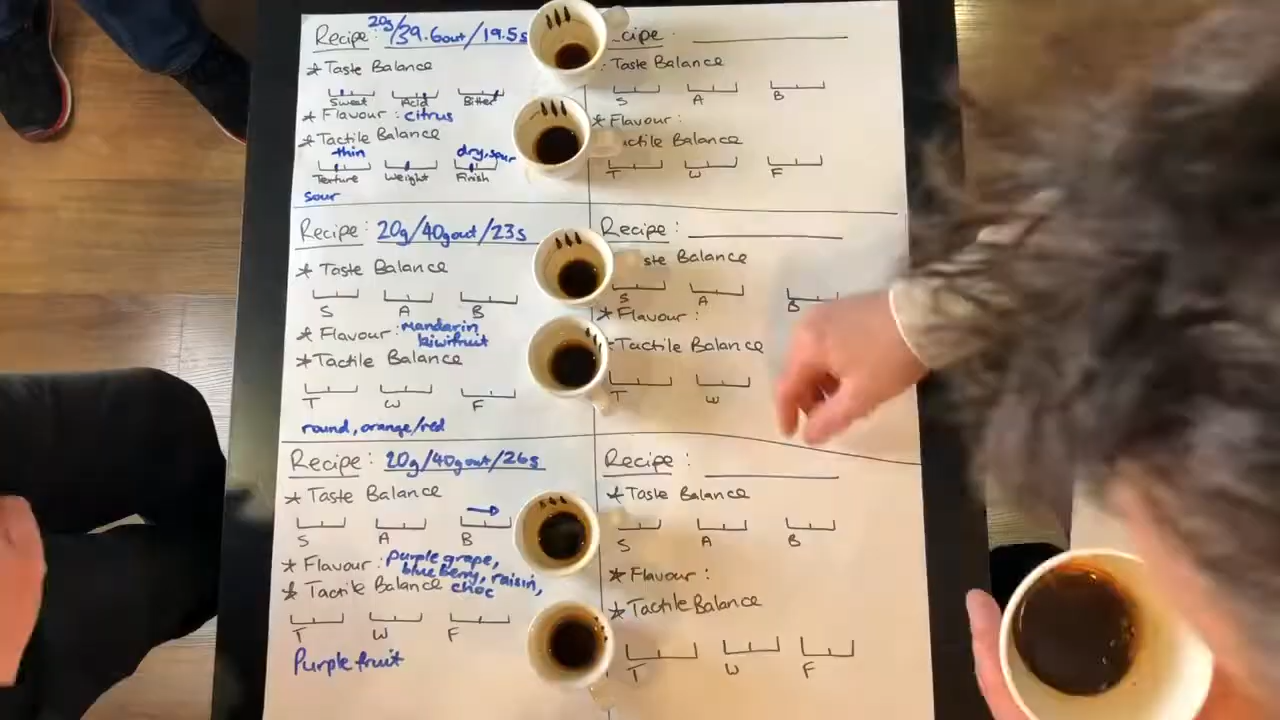 Recipe: 20g/39.6out/19.5s
* Taste Balance
Sweet Acid Bitter
* Flavour: citrus
* Tactile Balance
thin dry, sour
Texture Weight Finish
sour
Recipe: 20g/40gout/23s
* Taste Balance
S A B
* Flavour: Mandarin
kiwifruit
* Tactile Balance
T W F
round, orange/red
Recipe: 20g/40gout/26s
* Taste Balance
S A B
* Flavour: Purple grape,
blueberry, raisin,
* Tactile Balance choc
T W F
Purple fruit
cipe:
Taste Balance
S A B
* Flavour:
actile Balance
T W F
Recipe:
ste Balance
S A B
* Flavour:
Tactile Balance
T W
Recipe:
* Taste Balance
S A B
* Flavour:
* Tactile Balance
T W F